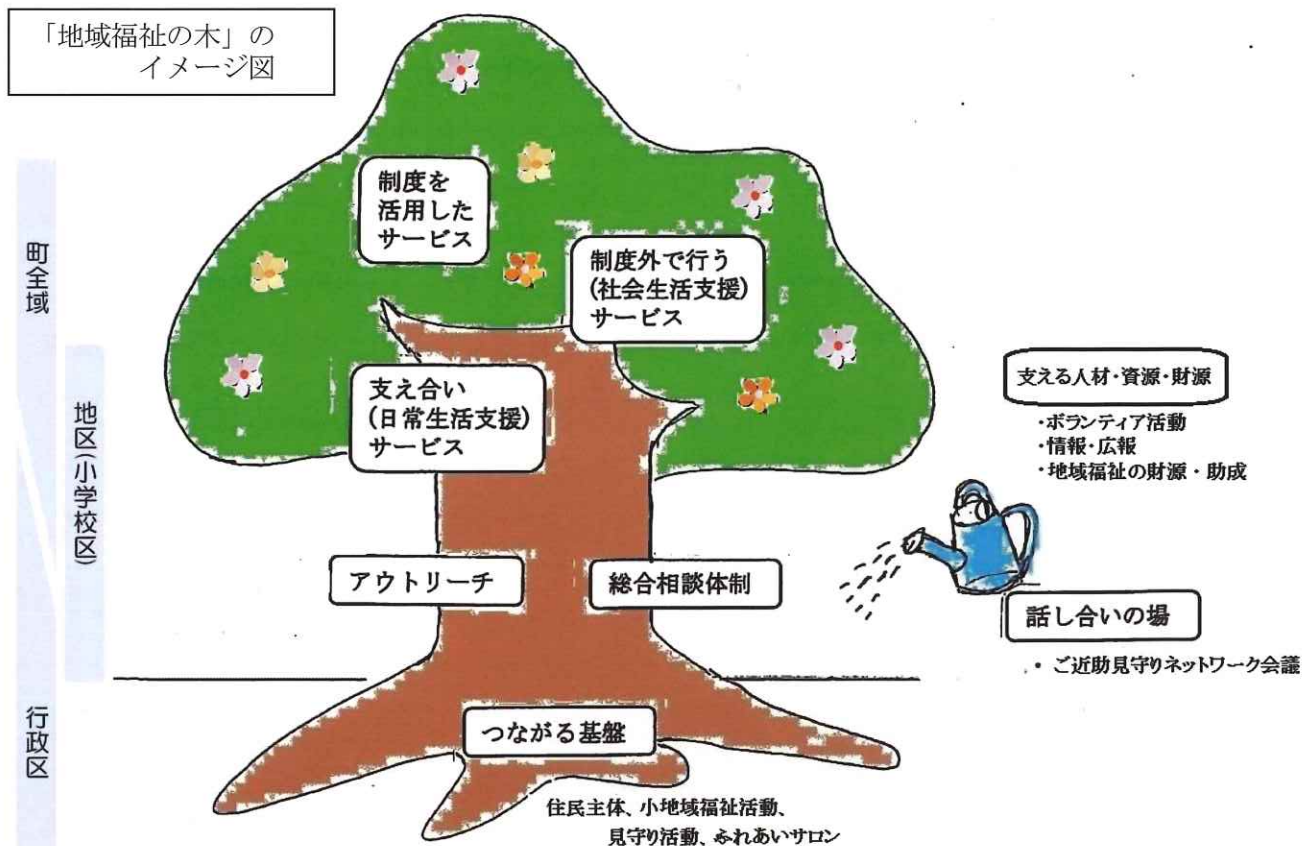 「地域福祉の木」の
イメージ図
町全域
地区(小学校区)
行政区
制度を
活用した
サービス
制度外で行う
(社会生活支援)
サービス
支え合い
(日常生活支援)
サービス
アウトリーチ
総合相談体制
つながる基盤
住民主体、小地域福祉活動、
見守り活動、ふれあいサロン
支える人材・資源・財源
・ボランティア活動
・情報・広報
・地域福祉の財源・助成
話し合いの場
・ご近助見守りネットワーク会議